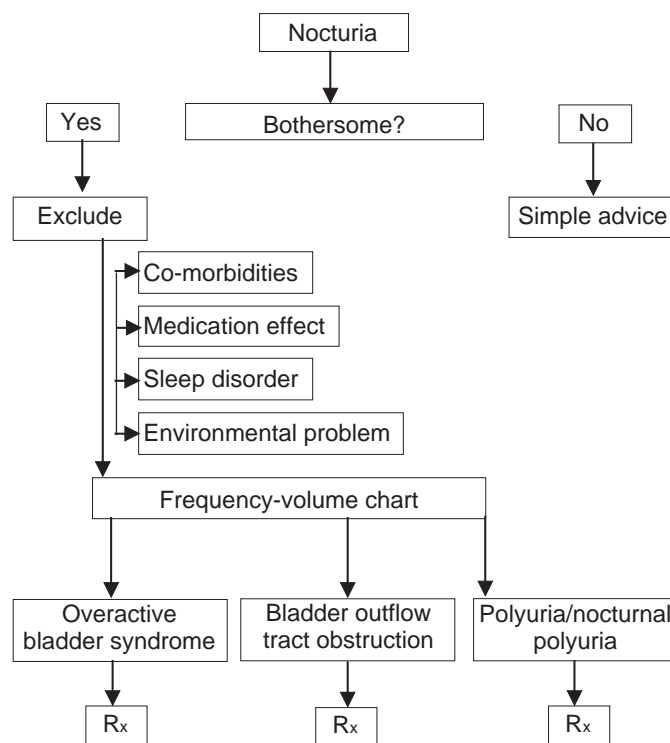 Nocturia
Bothersome?
Yes
No
Exclude
Simple advice
Co-morbidities
Medication effect
Sleep disorder
Environmental problem
Frequency-volume chart
Overactive
bladder syndrome
Bladder outflow
tract obstruction
Polyuria/nocturnal
polyuria
Rx
Rx
Rx